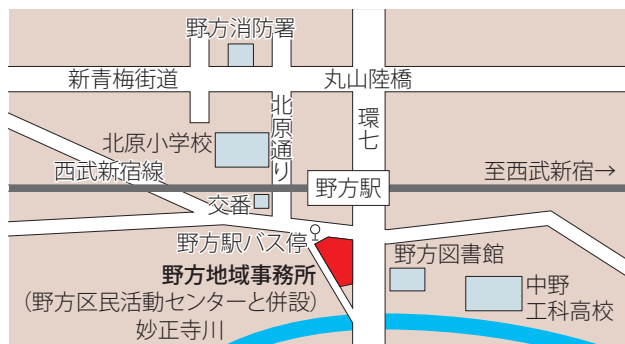 野方消防署
新青梅街道
丸山陸橋
北原通り
環七
北原小学校
西武新宿線
野方駅
至西武新宿→
交番
野方駅バス停
野方図書館
野方地域事務所
(野方区民活動センターと併設)
中野
工科高校
妙正寺川